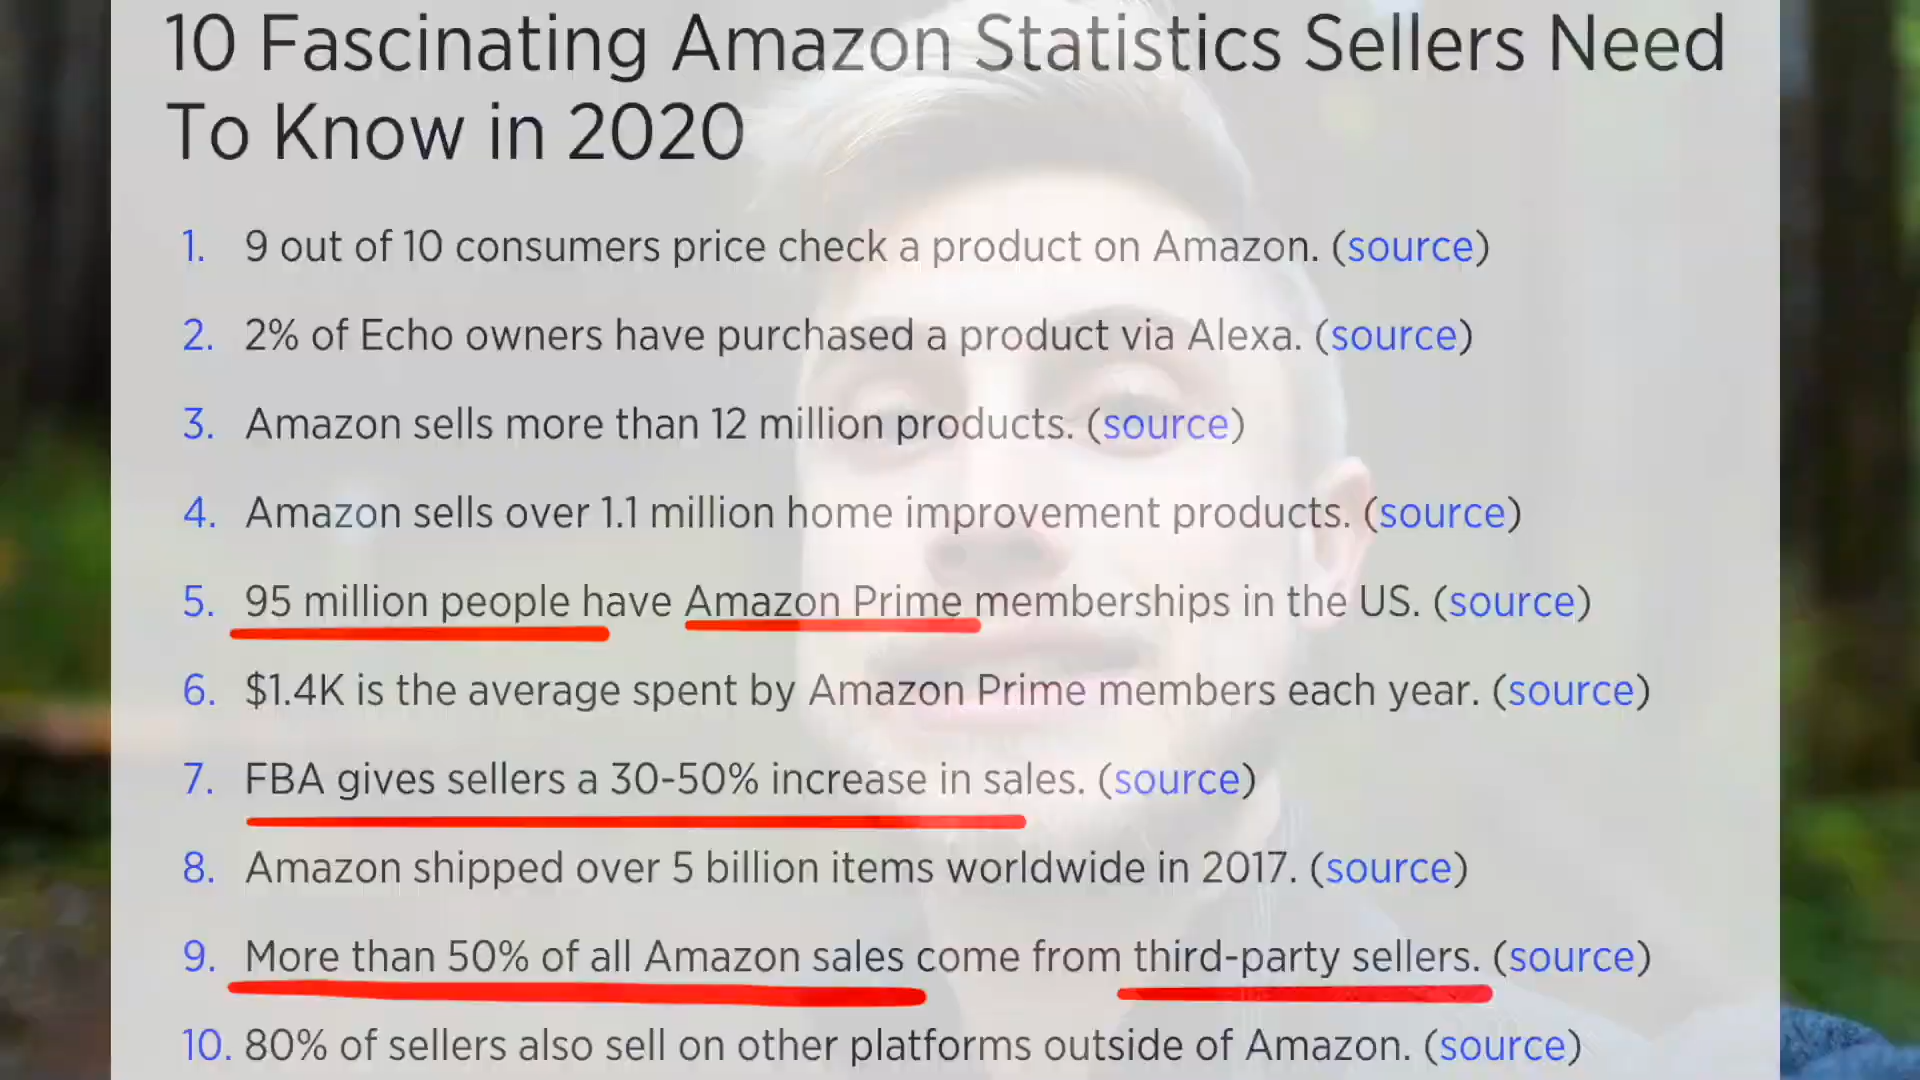 10 Fascinating Amazon Statistics Sellers Need
To Know in 2020
1. 9 out of 10 consumers price check a product on Amazon. (source)
2. 2% of Echo owners have purchased a product via Alexa. (source)
3. Amazon sells more than 12 million products. (source)
4. Amazon sells over 1.1 million home improvement products. (source)
5. 95 million people have Amazon Prime memberships in the US. (source)
6. $1.4K is the average spent by Amazon Prime members each year. (source)
7. FBA gives sellers a 30-50% increase in sales. (source)
8. Amazon shipped over 5 billion items worldwide in 2017. (source)
9. More than 50% of all Amazon sales come from third-party sellers. (source)
10. 80% of sellers also sell on other platforms outside of Amazon. (source)